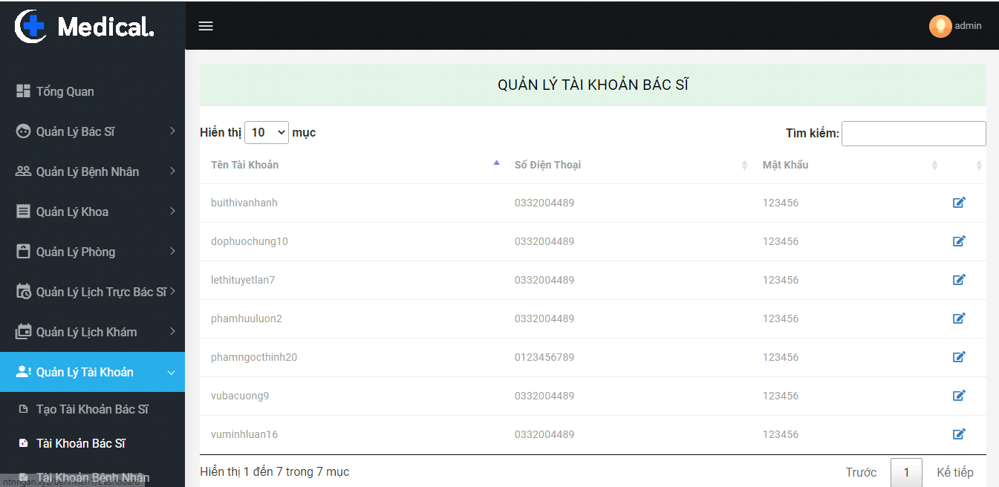 Medical.
admin
Tổng Quan
Quản Lý Bác Sĩ
Quản Lý Bệnh Nhân
Quản Lý Khoa
Quản Lý Phòng
Quản Lý Lịch Trực Bác Sĩ
Quản Lý Lịch Khám
Quản Lý Tài Khoản
Tạo Tài Khoản Bác Sĩ
Tài Khoản Bác Sĩ
Tài Khoản Bệnh Nhân
QUẢN LÝ TÀI KHOẢN BÁC SĨ
Hiển thị 10 mục Tìm kiếm:
Tên Tài Khoản Số Điện Thoại Mật Khẩu
buithivanhanh 0332004489 123456
dophuochung10 0332004489 123456
lethituyetlan7 0332004489 123456
phamhuuluon2 0332004489 123456
phamngocthinh20 0123456789 123456
vubacuong9 0332004489 123456
vuminhluan16 0332004489 123456
Hiển thị 1 đến 7 trong 7 mục Trước 1 Kế tiếp